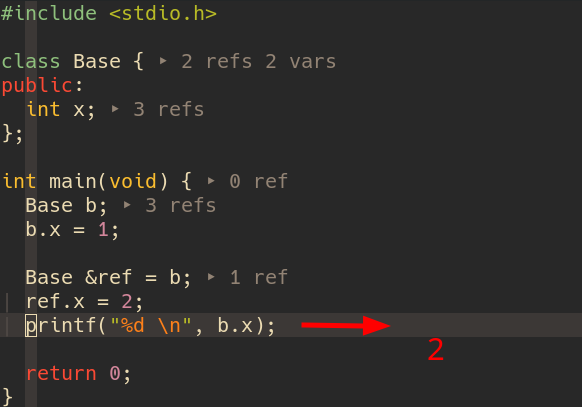 #include <stdio.h>
class Base { ‣ 2 refs 2 vars
public:
int x; ‣ 3 refs
};
int main(void) { ‣ 0 ref
Base b; ‣ 3 refs
b.x = 1;
Base &ref = b; ‣ 1 ref
ref.x = 2;
printf("%d \n", b.x);
2
return 0;
}